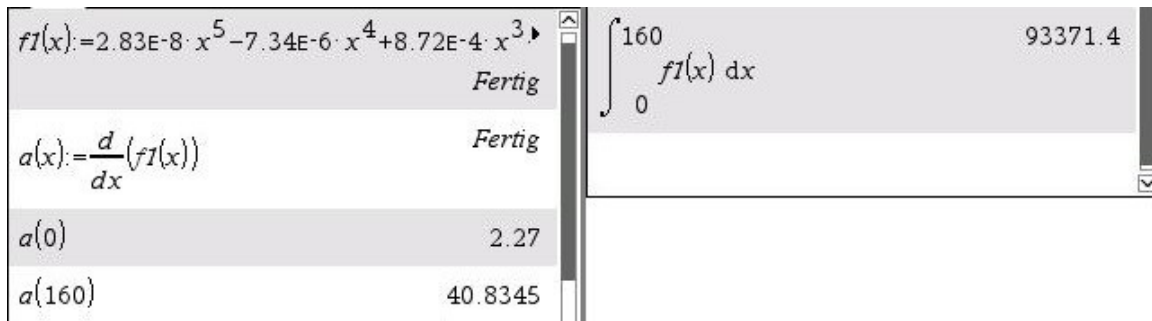 f1(x):=2.83E-8·x^5−7.34E-6·x^4+8.72E-4·x^3·▸
Fertig
a(x):=d/dx(f1(x))
Fertig
a(0) 2.27
a(160) 40.8345
∫_0^160 f1(x) dx 93371.4